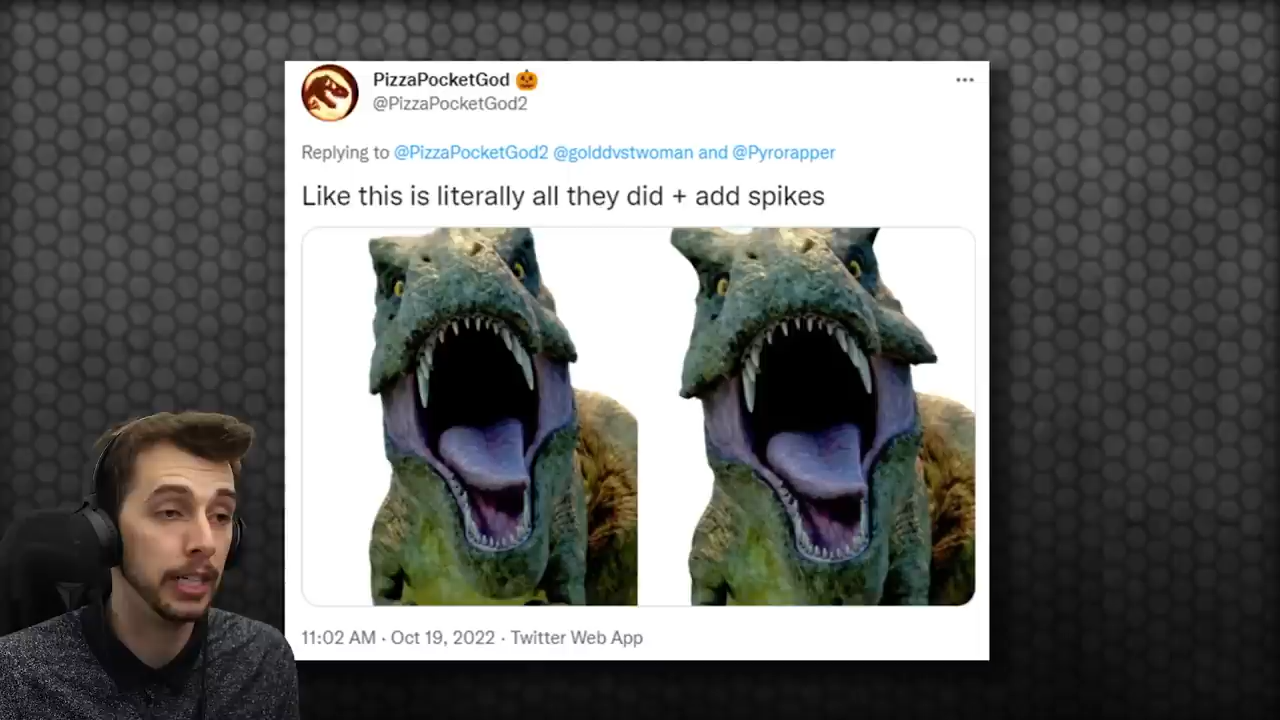 PizzaPocketGod 🎃
@PizzaPocketGod2
Replying to @PizzaPocketGod2 @golddvstwoman and @Pyrorapper
Like this is literally all they did + add spikes
11:02 AM · Oct 19, 2022 · Twitter Web App